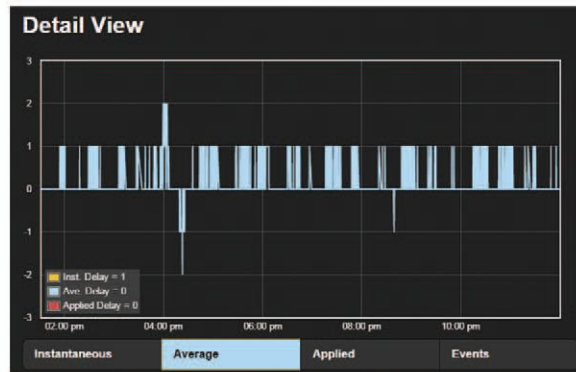 Detail View
3
2
1
0
-1
-2
-3
Inst. Delay = 1
Ave. Delay = 0
Applied Delay = 0
02:00 pm 04:00 pm 06:00 pm 08:00 pm 10:00 pm
Instantaneous Average Applied Events